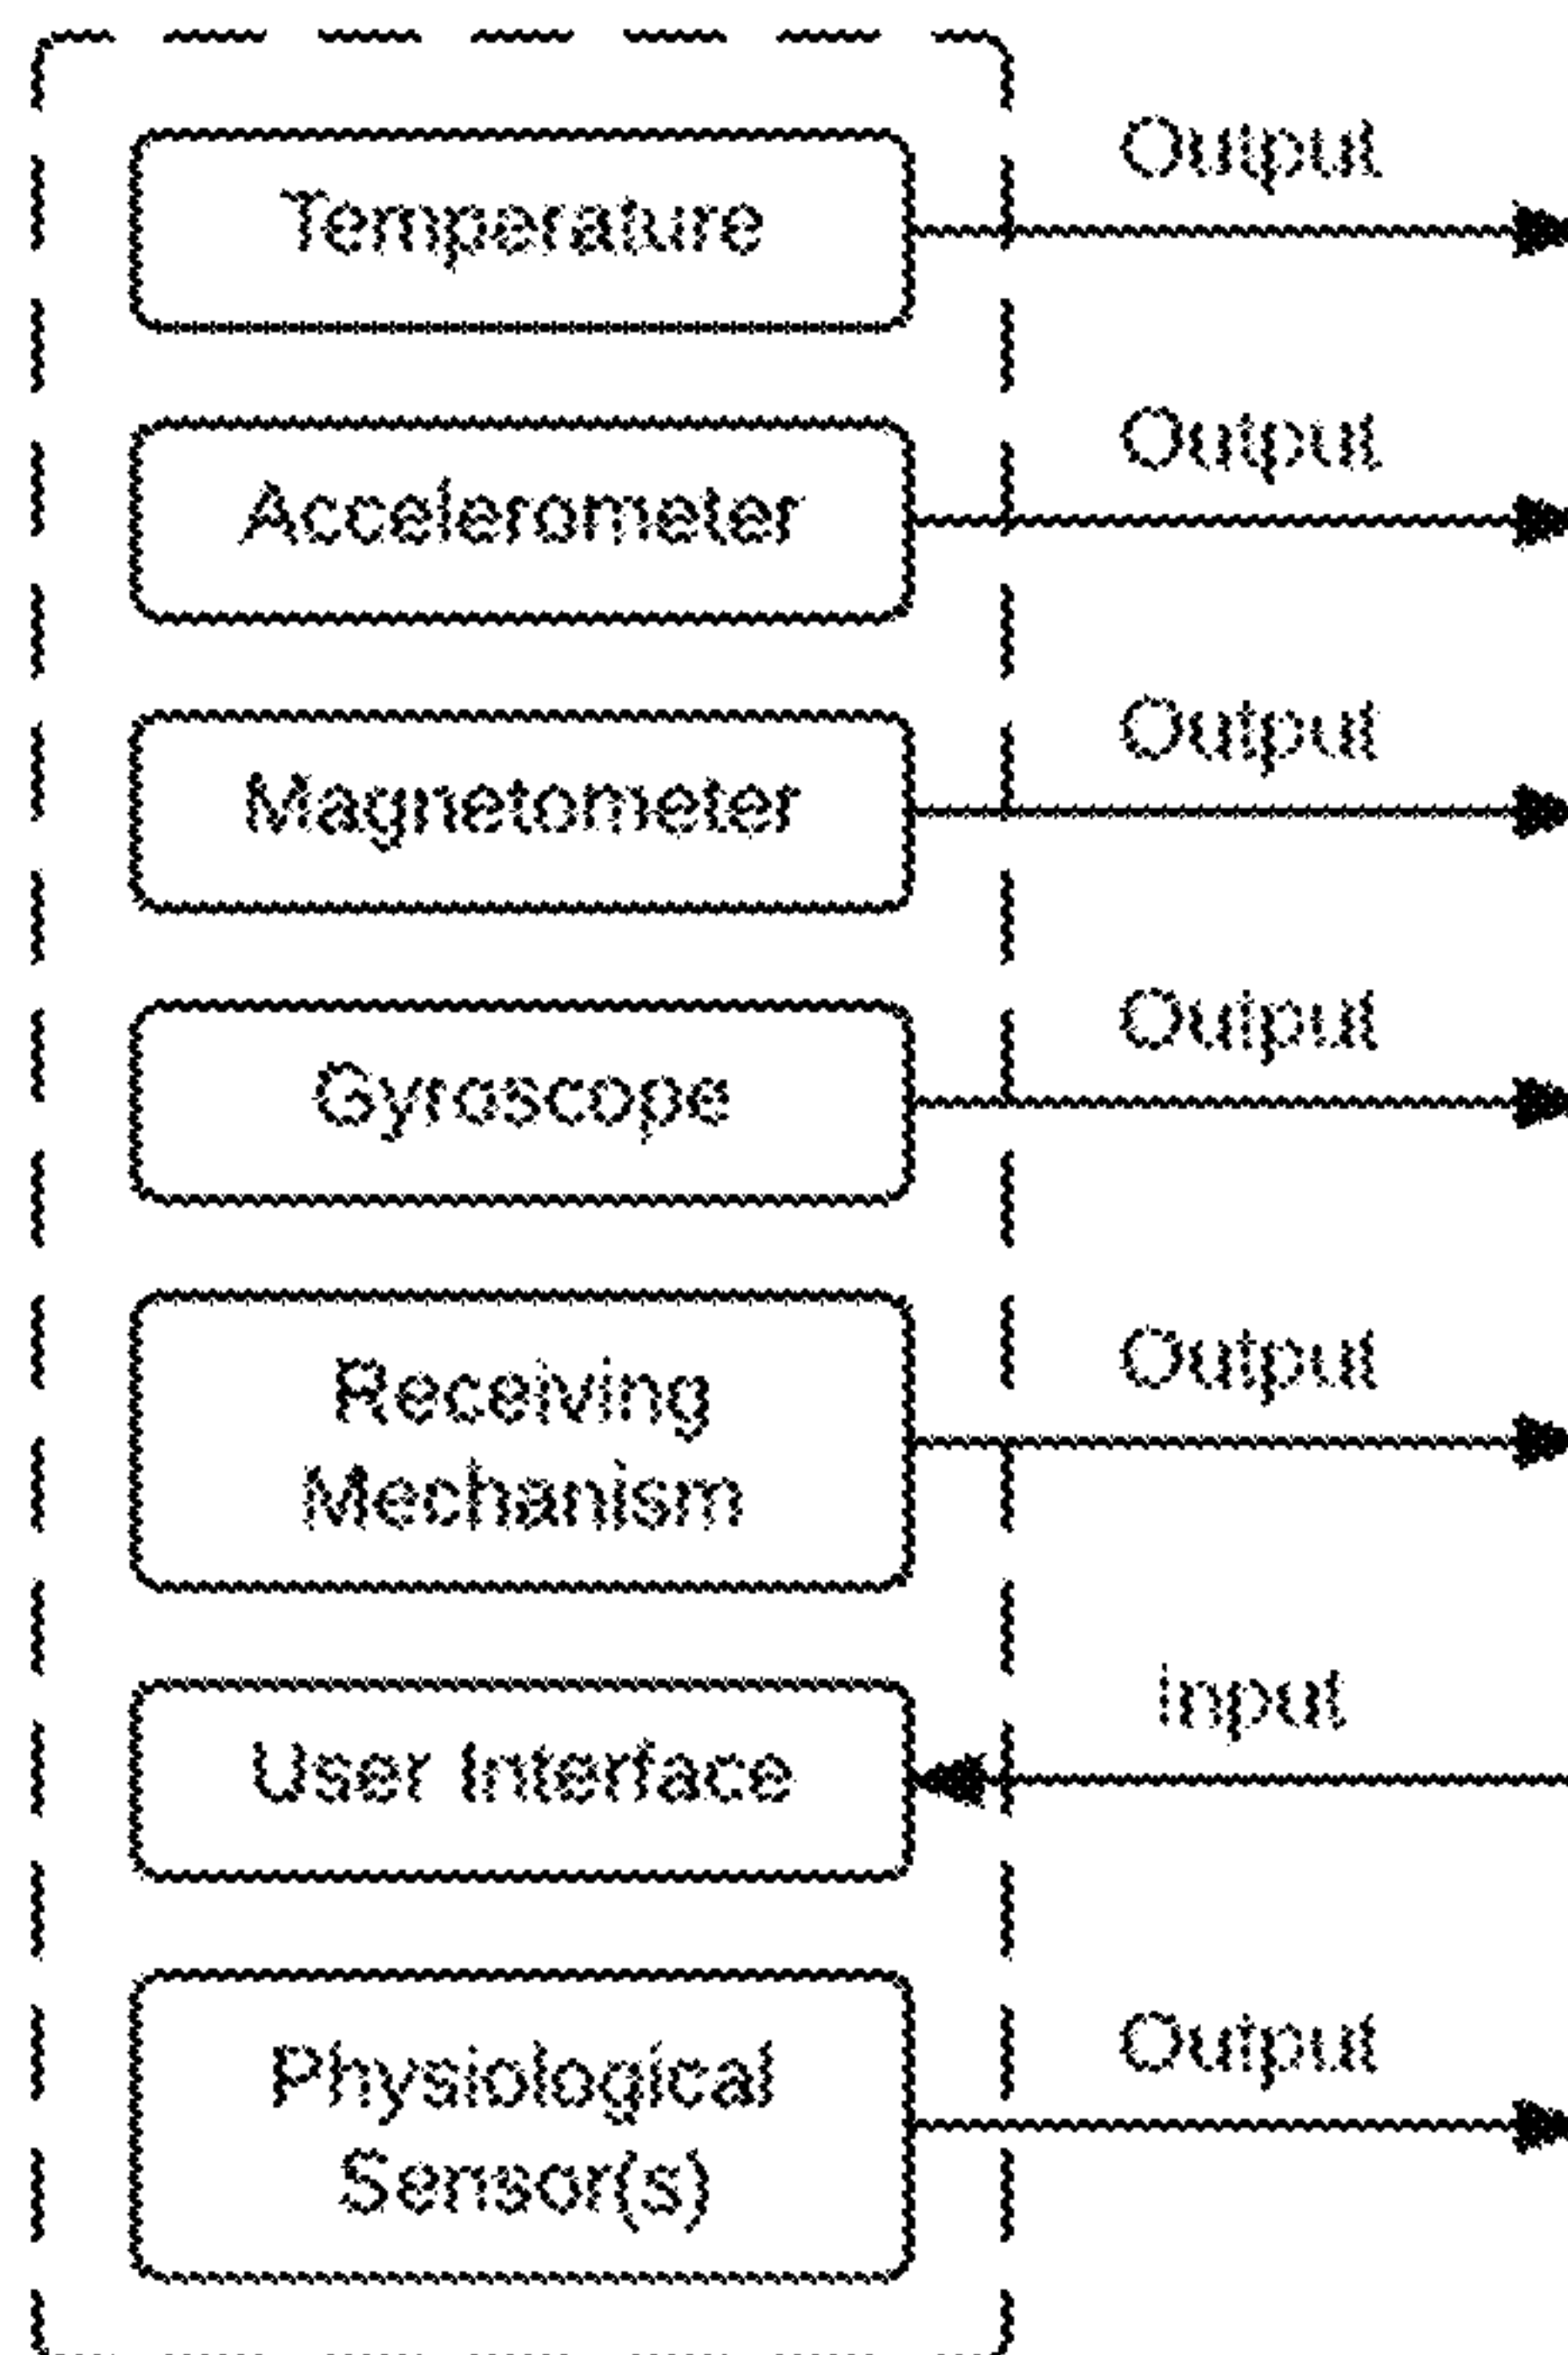 Output
Temperature
Output
Accelerometer
Output
Magnetometer
Output
Gyroscope
Output
Receiving
Mechanism
Input
User Interface
Output
Physiological
Sensor(s)